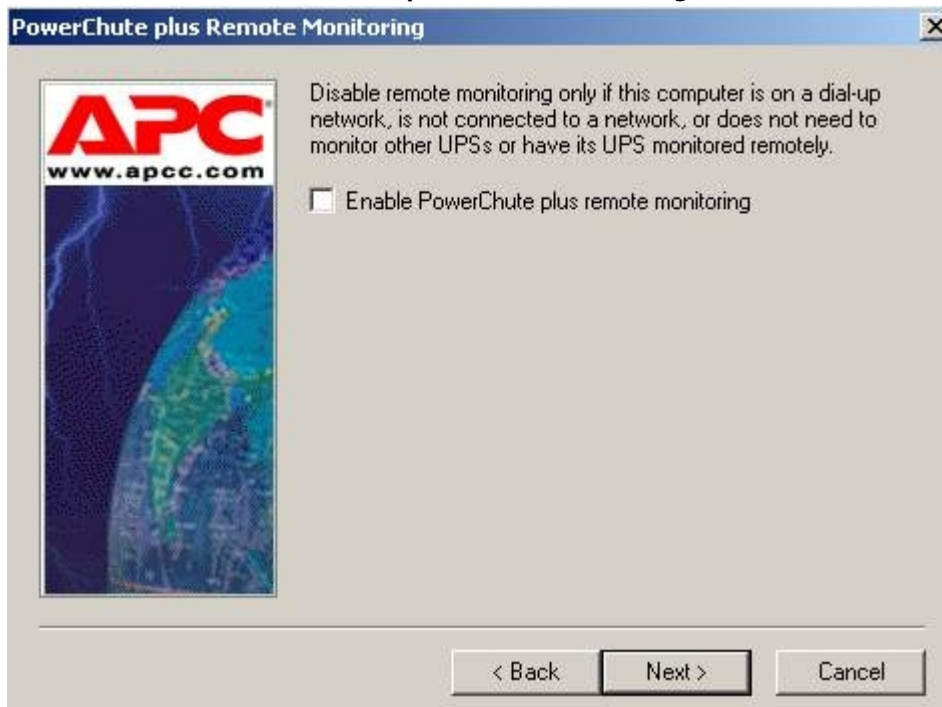 PowerChute plus Remote Monitoring
APC
www.apcc.com
Disable remote monitoring only if this computer is on a dial-up
network, is not connected to a network, or does not need to
monitor other UPSs or have its UPS monitored remotely.
Enable PowerChute plus remote monitoring
< Back
Next >
Cancel